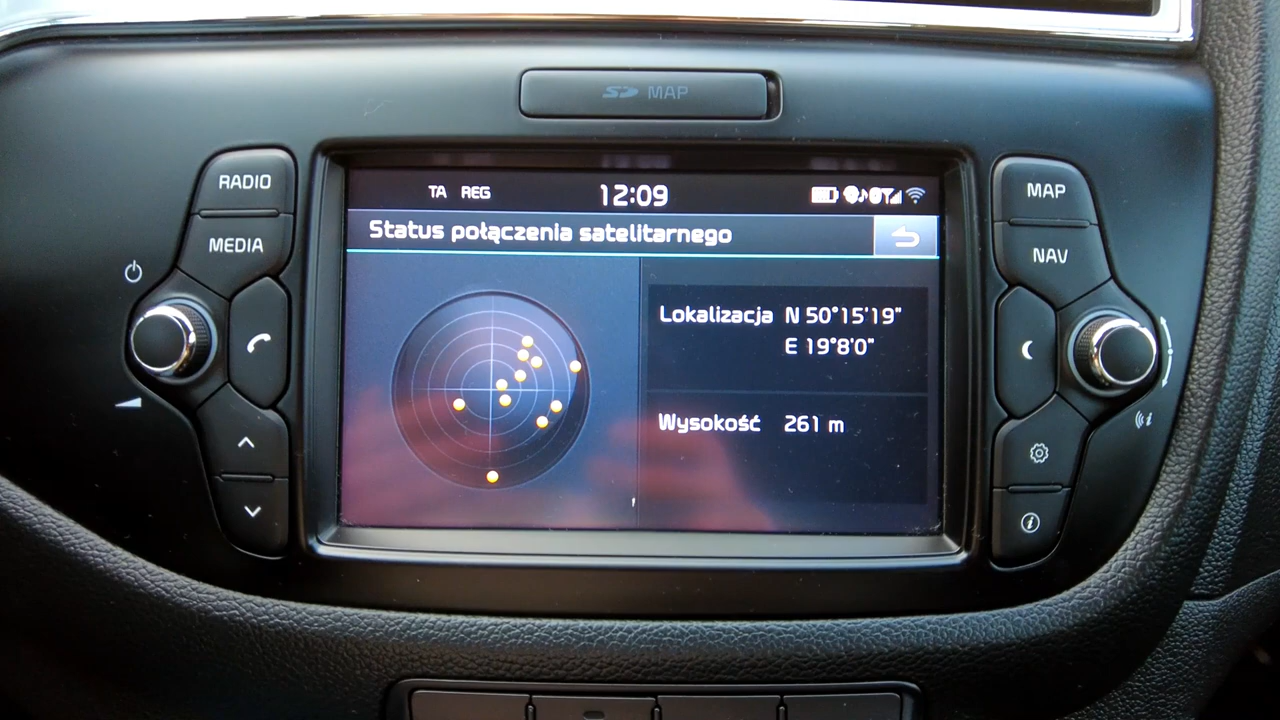 SD MAP
RADIO
MEDIA
TA REG 12:09
Status połączenia satelitarnego
Lokalizacja N 50°15'19"
E 19°8'0"
Wysokość 261 m
MAP
NAV